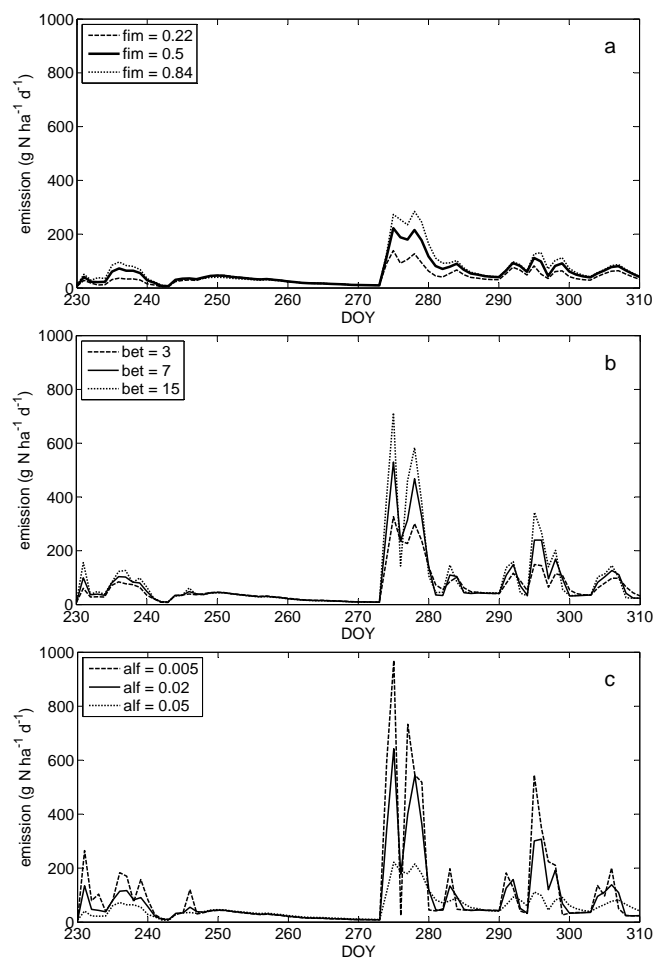 1000
800
600
400
200
0
emission (g N ha⁻¹ d⁻¹)
fim = 0.22
fim = 0.5
fim = 0.84
a
230 240 250 260 270 280 290 300 310
DOY
1000
800
600
400
200
0
emission (g N ha⁻¹ d⁻¹)
bet = 3
bet = 7
bet = 15
b
230 240 250 260 270 280 290 300 310
DOY
1000
800
600
400
200
0
emission (g N ha⁻¹ d⁻¹)
alf = 0.005
alf = 0.02
alf = 0.05
c
230 240 250 260 270 280 290 300 310
DOY